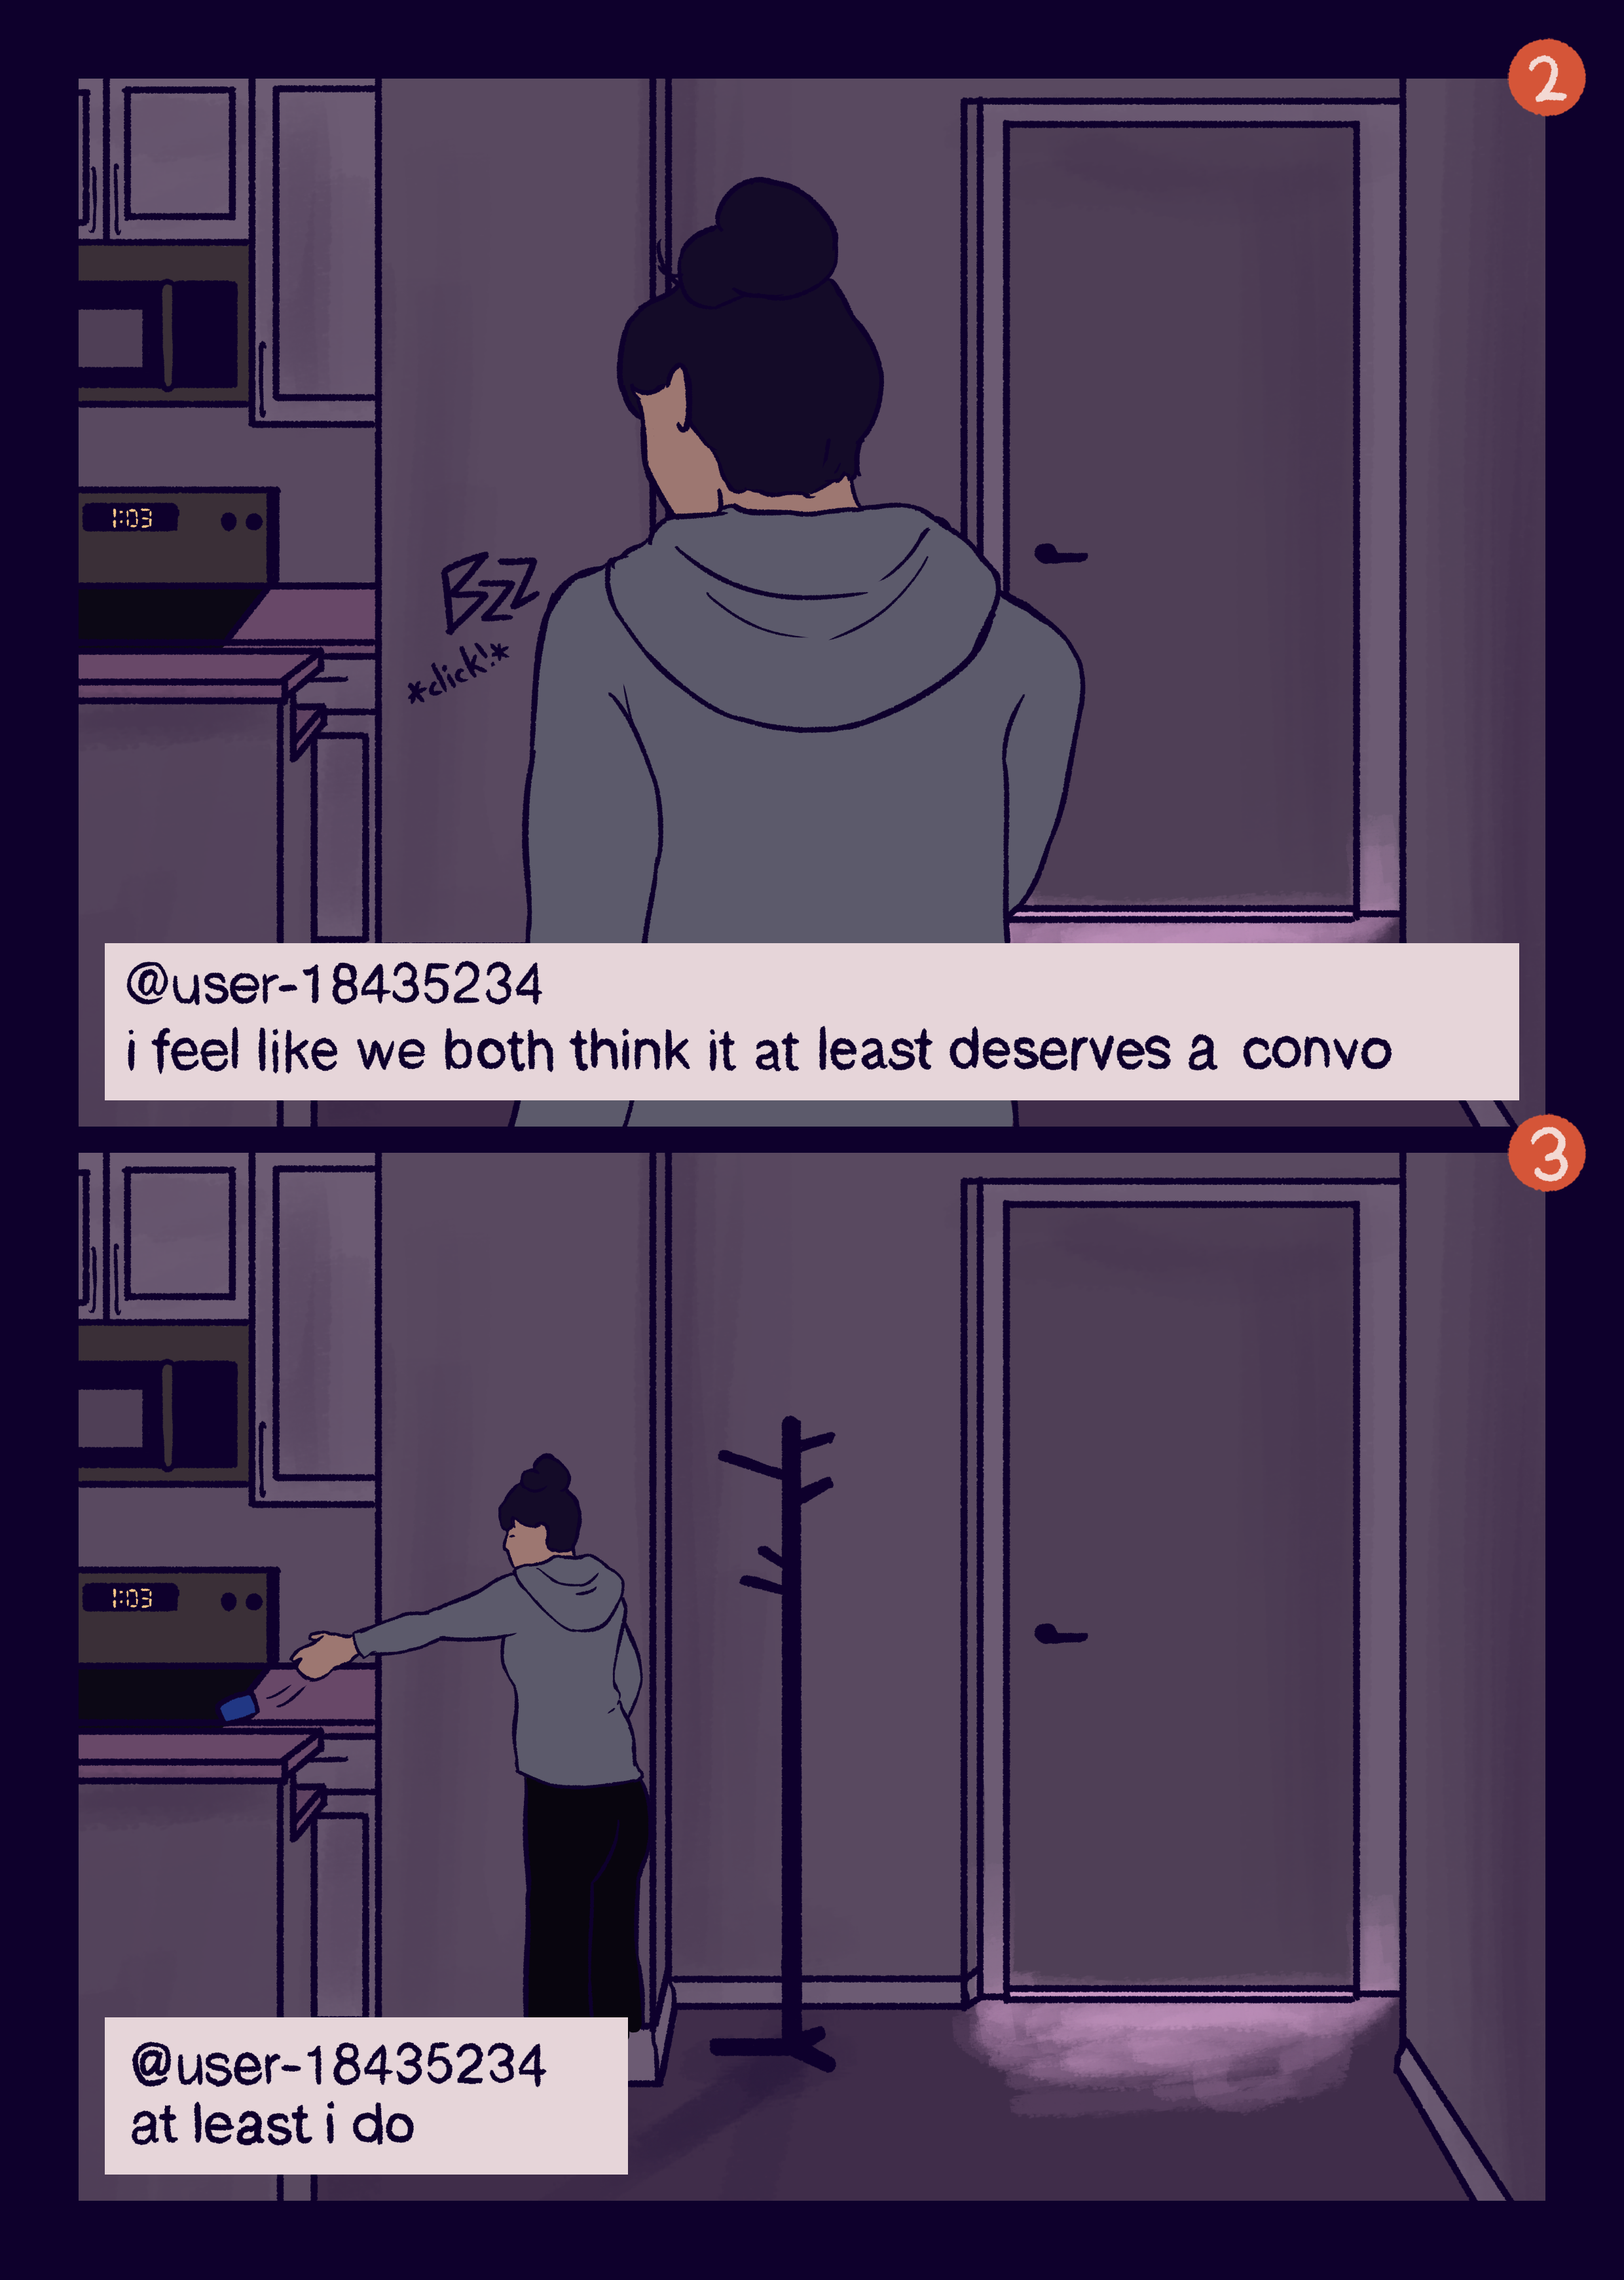 2
1:03
BZZ
*click!*
@user-18435234
i feel like we both think it at least deserves a convo
3
1:03
@user-18435234
at least i do